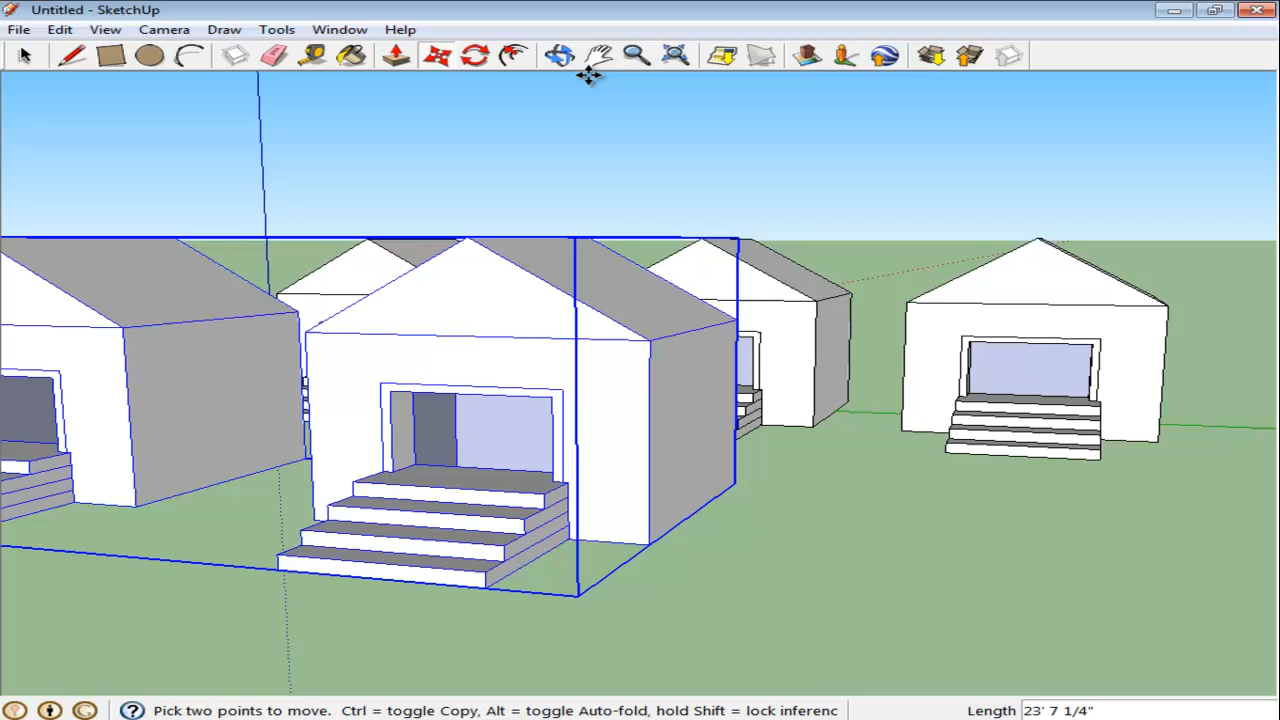 Untitled - SketchUp
File Edit View Camera Draw Tools Window Help
Pick two points to move. Ctrl = toggle Copy, Alt = toggle Auto-fold, hold Shift = lock inferenc
Length 23' 7 1/4"